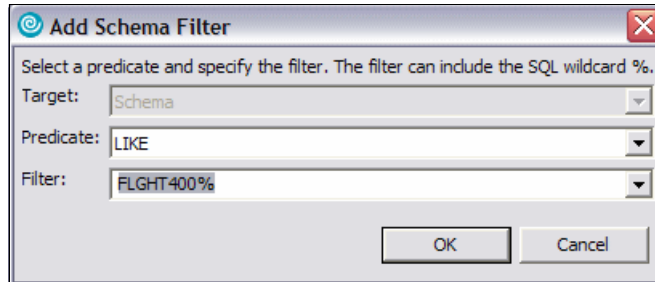 Add Schema Filter
Select a predicate and specify the filter. The filter can include the SQL wildcard %.
Target: Schema
Predicate: LIKE
Filter: FLGHT400%
OK Cancel